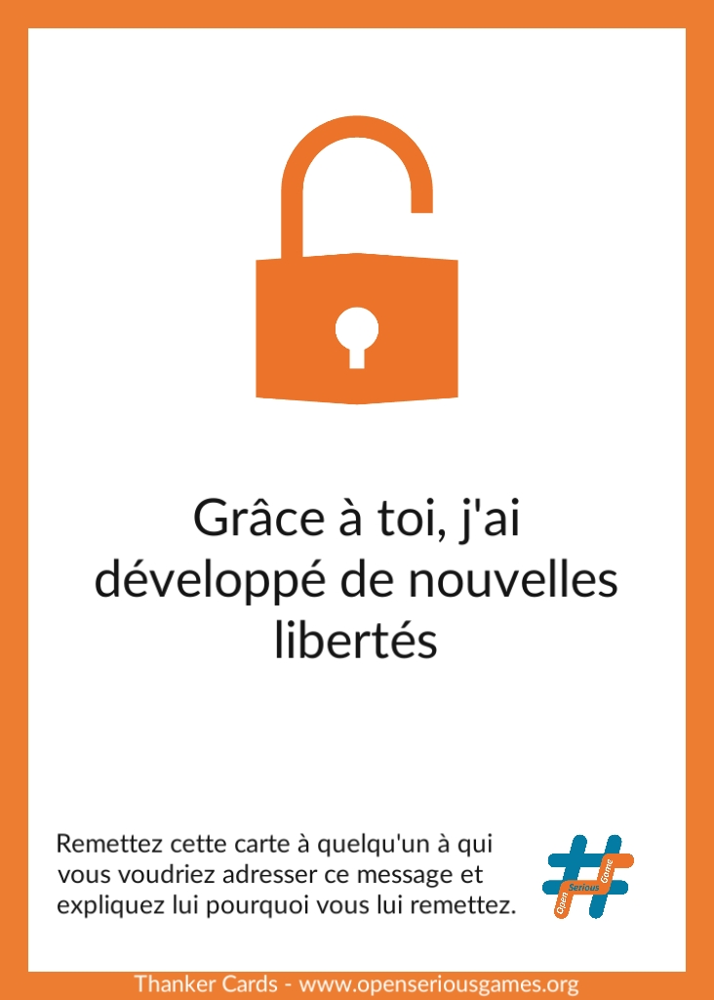 Grâce à toi, j'ai
développé de nouvelles
libertés
Remettez cette carte à quelqu'un à qui
vous voudriez adresser ce message et
expliquez lui pourquoi vous lui remettez.
Open Serious Game
Thanker Cards - www.openseriousgames.org